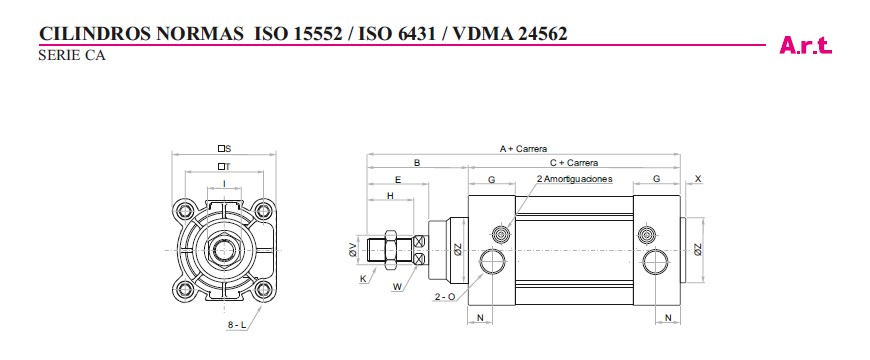 CILINDROS NORMAS ISO 15552 / ISO 6431 / VDMA 24562
A.r.t.
SERIE CA
□S
A + Carrera
□T
B
C + Carrera
I
E
G
2 Amortiguaciones
G
X
H
ØV
ØZ
ØZ
K
W
2 - O
8 - L
N
N